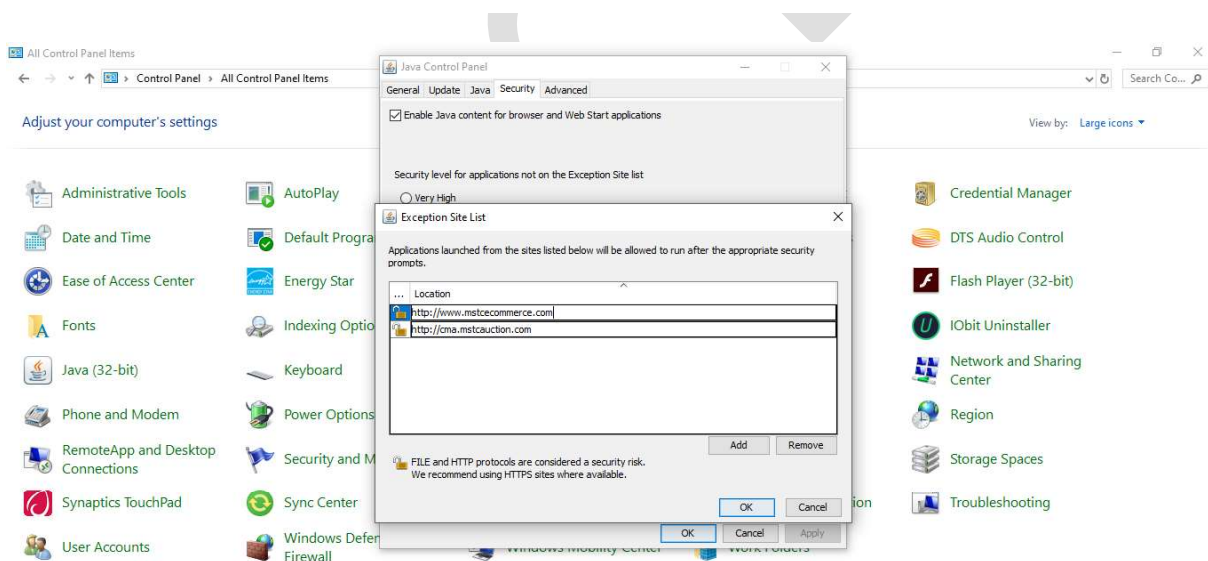 All Control Panel Items
Control Panel > All Control Panel Items
Search Co...
Adjust your computer's settings
View by: Large icons
Administrative Tools
AutoPlay
Credential Manager
Date and Time
Default Progra
DTS Audio Control
Ease of Access Center
Energy Star
Flash Player (32-bit)
Fonts
Indexing Optio
IObit Uninstaller
Java (32-bit)
Keyboard
Network and Sharing
Center
Phone and Modem
Power Options
Region
RemoteApp and Desktop
Connections
Security and M
Storage Spaces
Synaptics TouchPad
Sync Center
ion
Troubleshooting
User Accounts
Windows Defen
Firewall
Windows Mobility Center
Work Folders
Java Control Panel
General Update Java Security Advanced
Enable Java content for browser and Web Start applications
Security level for applications not on the Exception Site list
Very High
Exception Site List
Applications launched from the sites listed below will be allowed to run after the appropriate security
prompts.
... Location
http://www.mstcecommerce.com
http://cma.mstcauction.com
Add Remove
FILE and HTTP protocols are considered a security risk.
We recommend using HTTPS sites where available.
OK Cancel
OK Cancel Apply